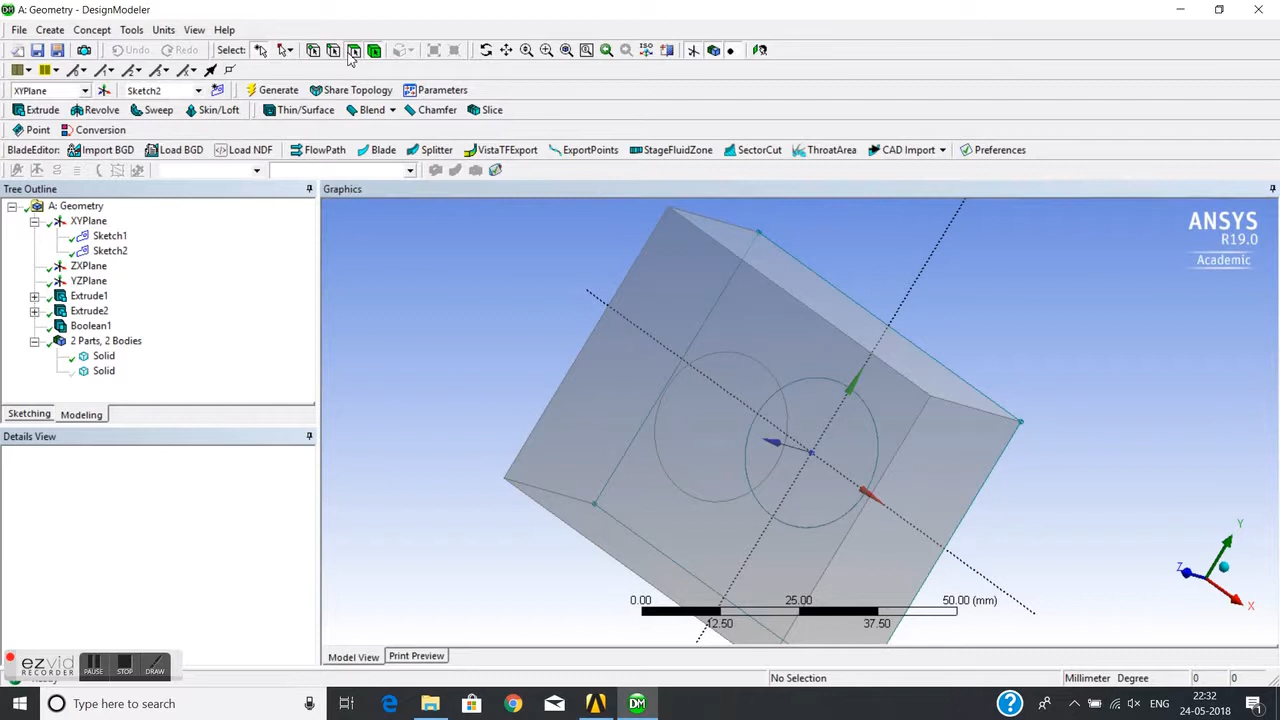 A: Geometry - DesignModeler
File Create Concept Tools Units View Help
Undo Redo Select:
XYPlane Sketch2 Generate Share Topology Parameters
Extrude Revolve Sweep Skin/Loft Thin/Surface Blend Chamfer Slice
Point Conversion
BladeEditor: Import BGD Load BGD Load NDF FlowPath Blade Splitter VistaTFExport ExportPoints StageFluidZone SectorCut ThroatArea CAD Import Preferences
Tree Outline
Graphics
A: Geometry
XYPlane
Sketch1
Sketch2
ZXPlane
YZPlane
Extrude1
Extrude2
Boolean1
2 Parts, 2 Bodies
Solid
Solid
ANSYS
R19.0
Academic
Sketching Modeling
Details View
Y
Z
X
0.00 25.00 50.00 (mm)
12.50 37.50
Model View Print Preview
ezvid
RECORDER
PAUSE STOP DRAW
No Selection Millimeter Degree 0 0
Type here to search
DM
ENG
22:32
24-05-2018